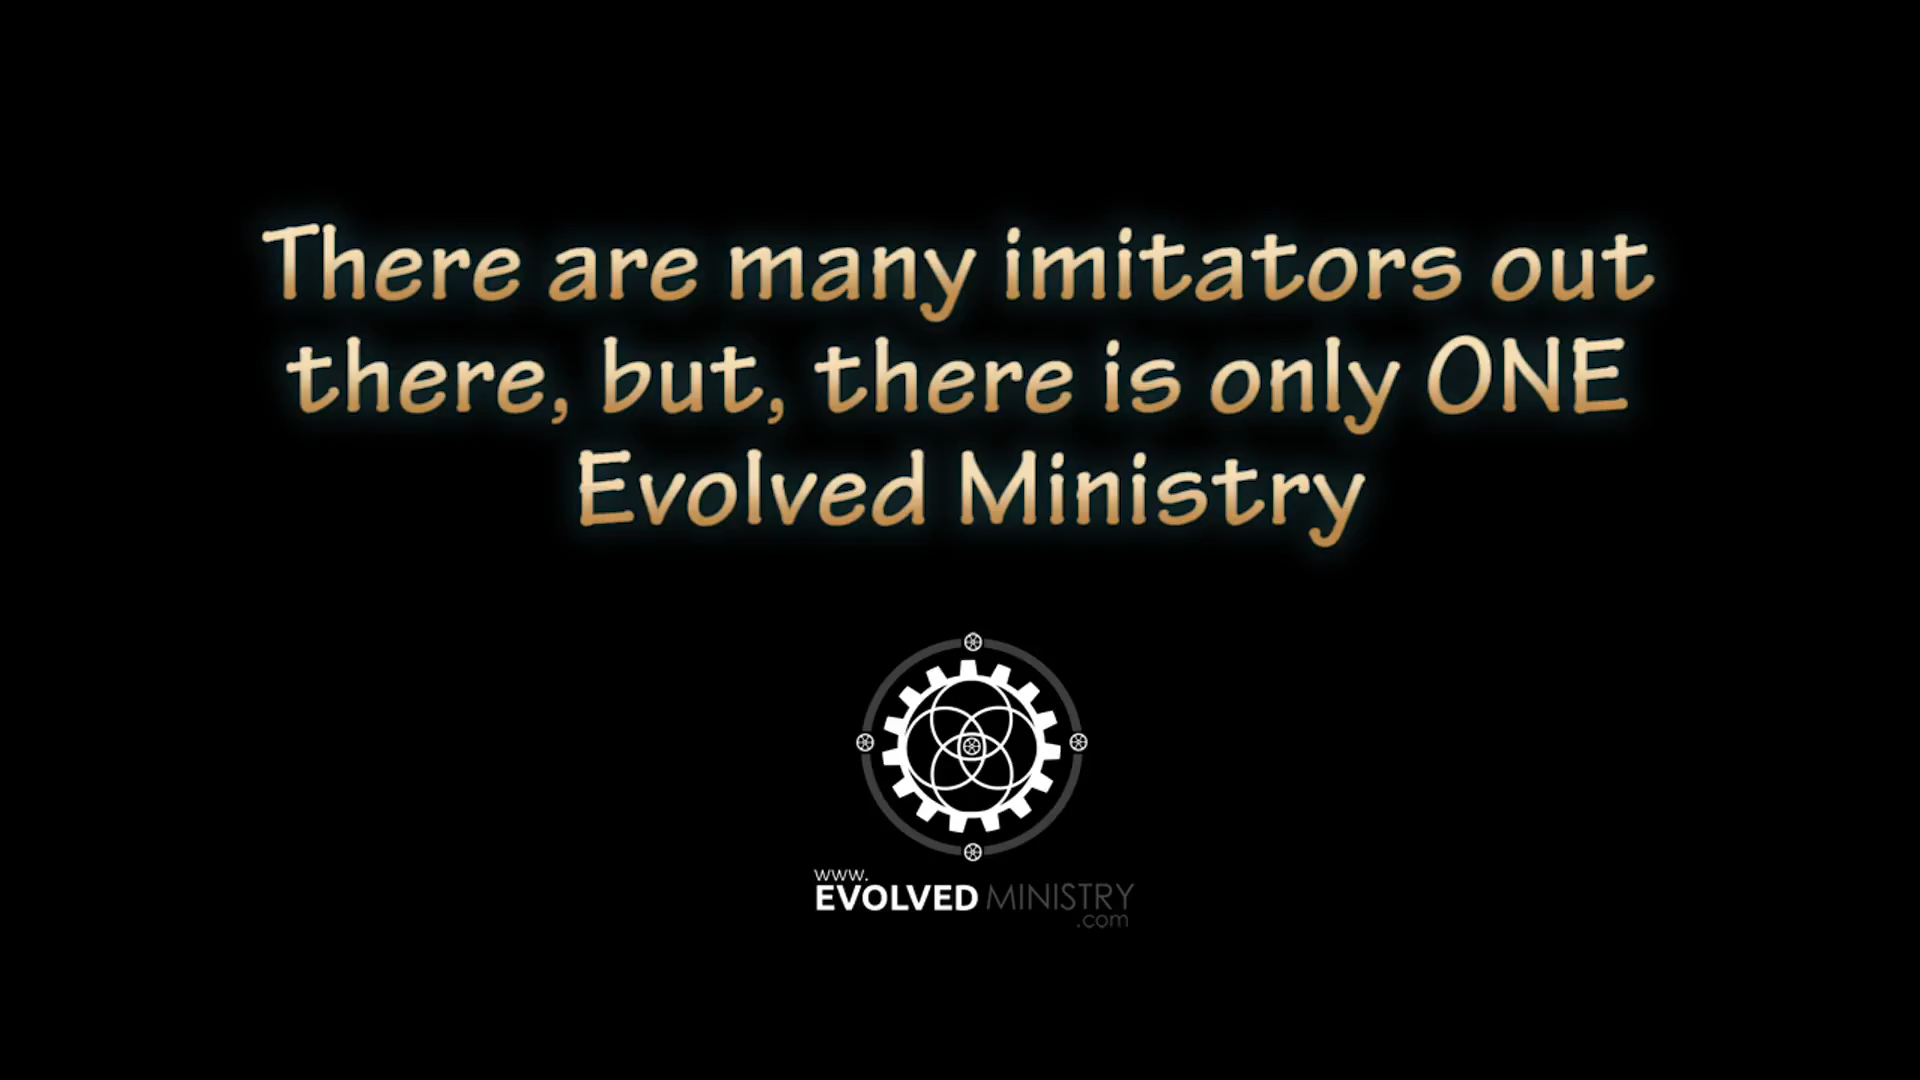 There are many imitators out
there, but, there is only ONE
Evolved Ministry
www.
EVOLVED MINISTRY
.com